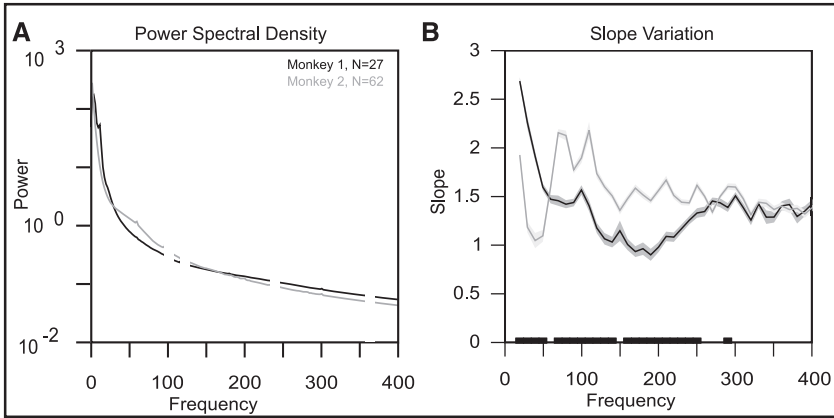 A
Power Spectral Density
Monkey 1, N=27
Monkey 2, N=62
10 3
10 0
10 -2
Power
0
100
200
300
400
Frequency
B
Slope Variation
3
2.5
2
1.5
1
0.5
0
Slope
0
100
200
300
400
Frequency